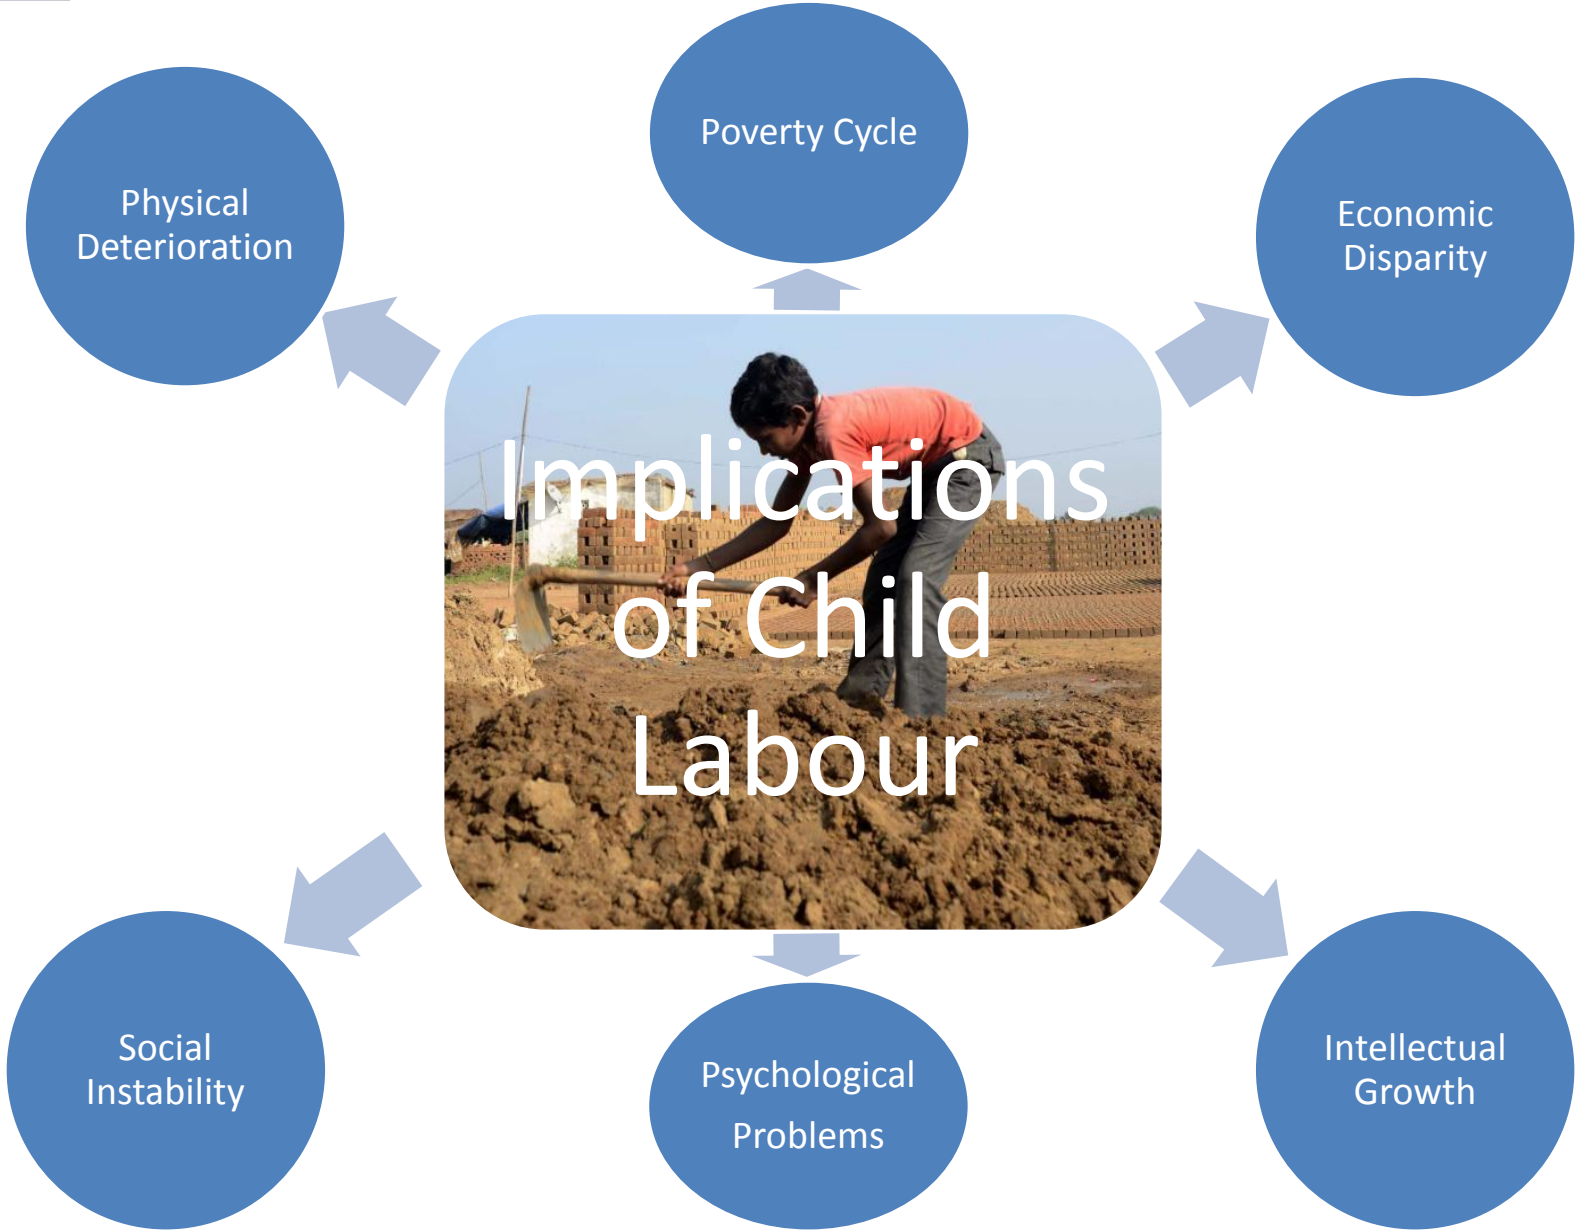 Poverty Cycle
Physical
Deterioration
Economic
Disparity
Implications
of Child
Labour
Social
Instability
Psychological
Problems
Intellectual
Growth